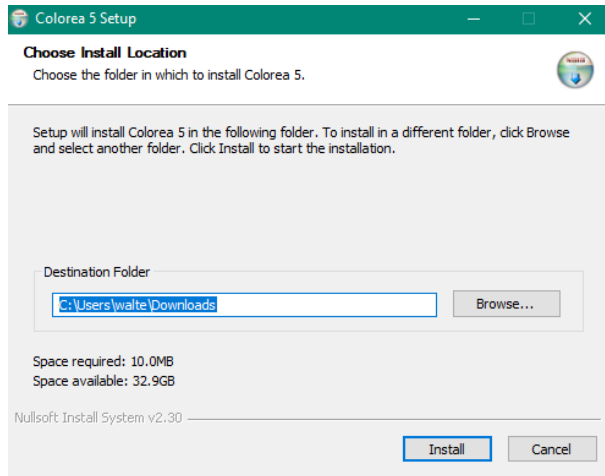 Colorea 5 Setup
Choose Install Location
Choose the folder in which to install Colorea 5.
Setup will install Colorea 5 in the following folder. To install in a different folder, click Browse
and select another folder. Click Install to start the installation.
Destination Folder
C:\Users\walte\Downloads
Browse...
Space required: 10.0MB
Space available: 32.9GB
Nullsoft Install System v2.30
Install
Cancel